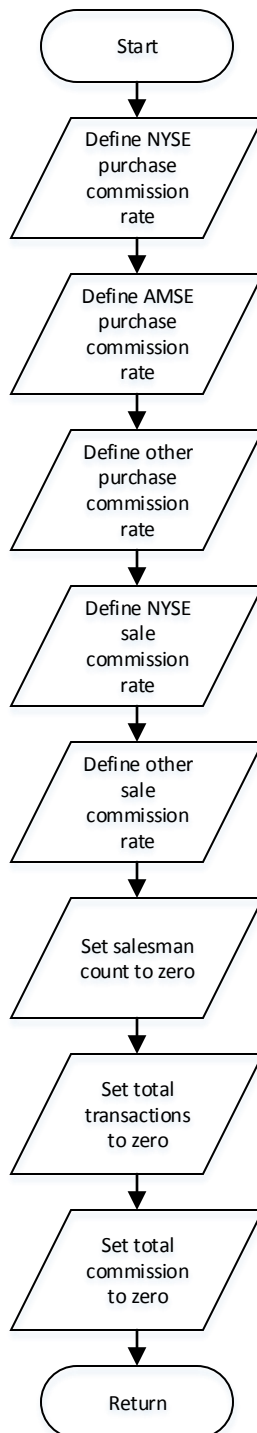 Start
Define NYSE
purchase
commission
rate
Define AMSE
purchase
commission
rate
Define other
purchase
commission
rate
Define NYSE
sale
commission
rate
Define other
sale
commission
rate
Set salesman
count to zero
Set total
transactions
to zero
Set total
commission
to zero
Return